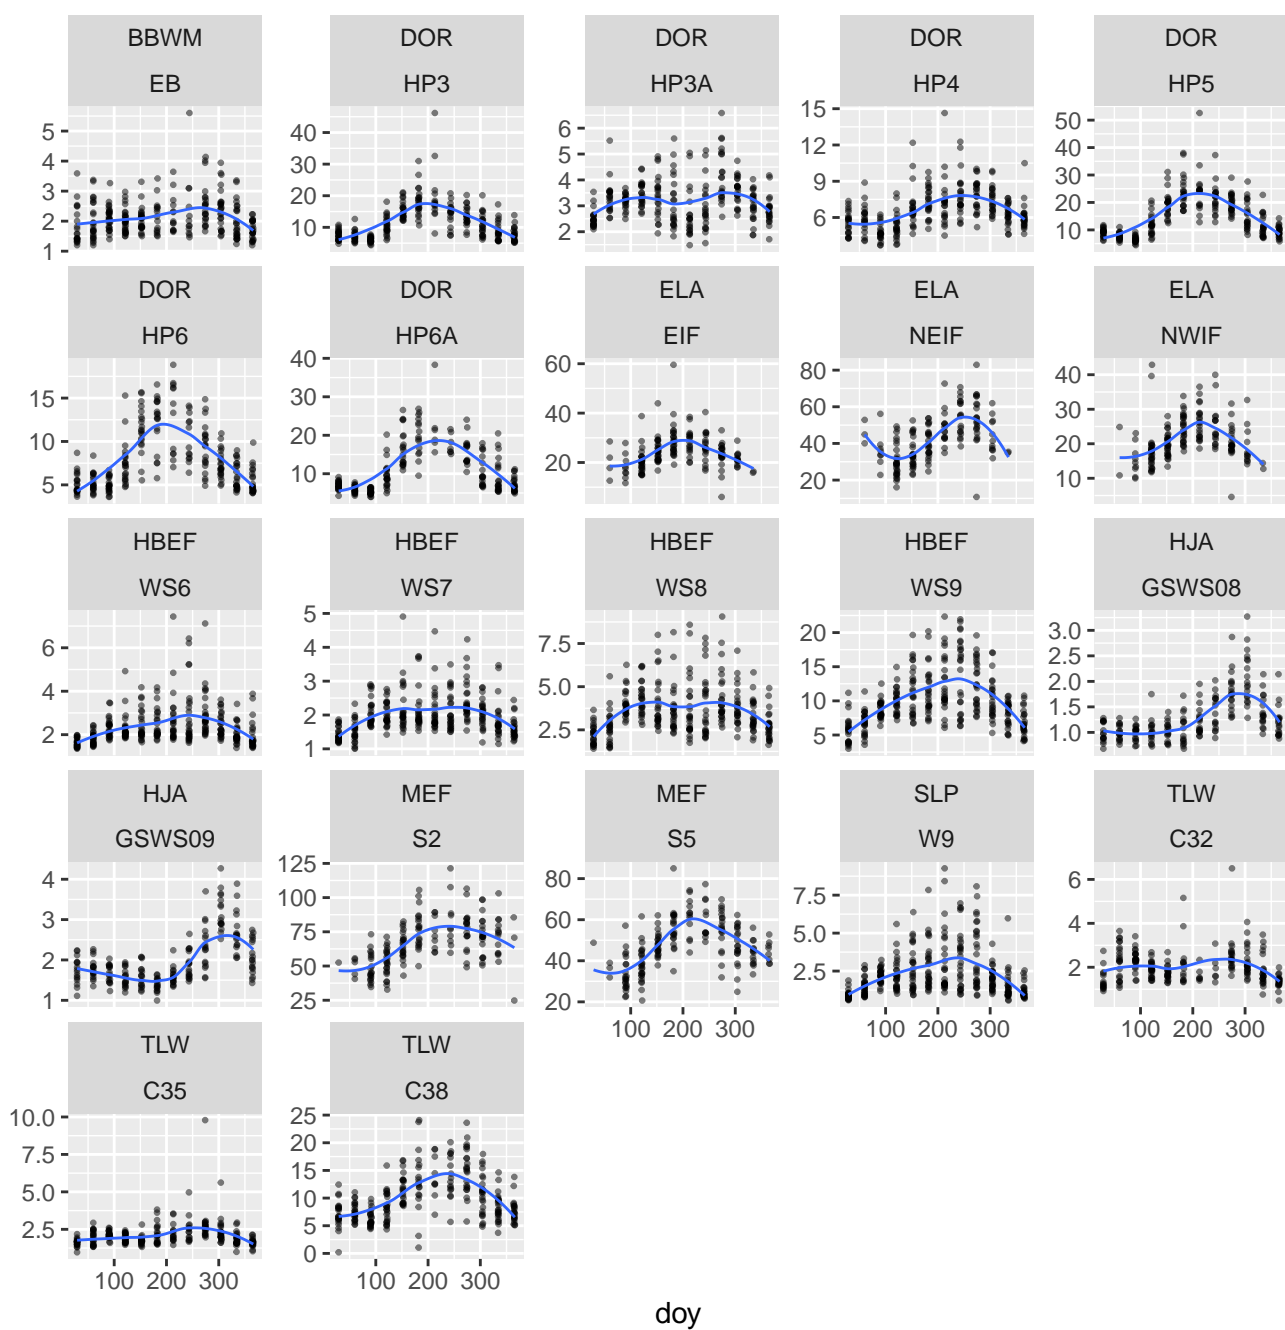 BBWM DOR DOR DOR DOR
EB HP3 HP3A HP4 HP5
5 4 3 2 1
40 30 20 10
6 5 4 3 2
15 12 9 6
50 40 30 20 10
DOR DOR ELA ELA ELA
HP6 HP6A EIF NEIF NWIF
15 10 5
40 30 20 10
60 40 20
80 60 40 20
40 30 20 10
HBEF HBEF HBEF HBEF HJA
WS6 WS7 WS8 WS9 GSWS08
6 4 2
5 4 3 2 1
7.5 5.0 2.5
20 15 10 5
3.0 2.5 2.0 1.5 1.0
HJA MEF MEF SLP TLW
GSWS09 S2 S5 W9 C32
4 3 2 1
125 100 75 50 25
80 60 40 20
7.5 5.0 2.5
6 4 2
100 200 300 100 200 300 100 200 300
TLW TLW
C35 C38
10.0 7.5 5.0 2.5
25 20 15 10 5 0
100 200 300 100 200 300
doy